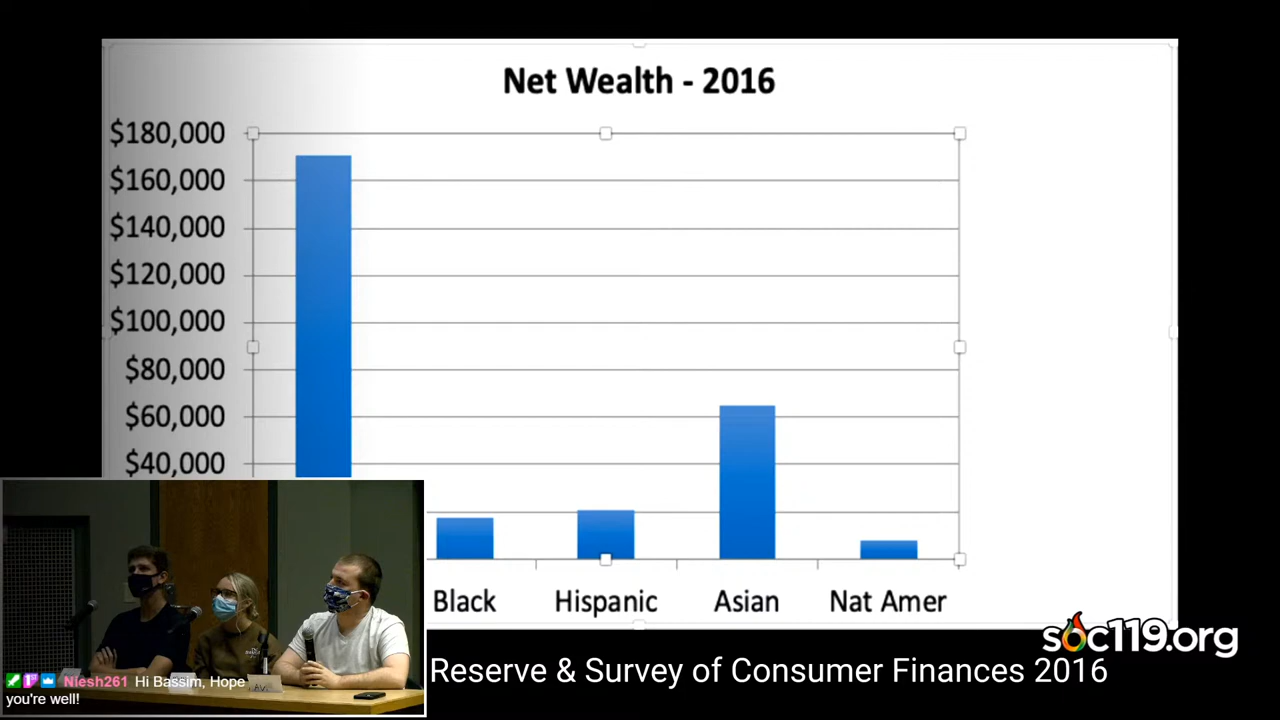 Net Wealth - 2016
$180,000
$160,000
$140,000
$120,000
$100,000
$80,000
$60,000
$40,000
Black Hispanic Asian Nat Amer
soc119.org
Reserve & Survey of Consumer Finances 2016
Niesh261 Hi Bassim, Hope
you're well!